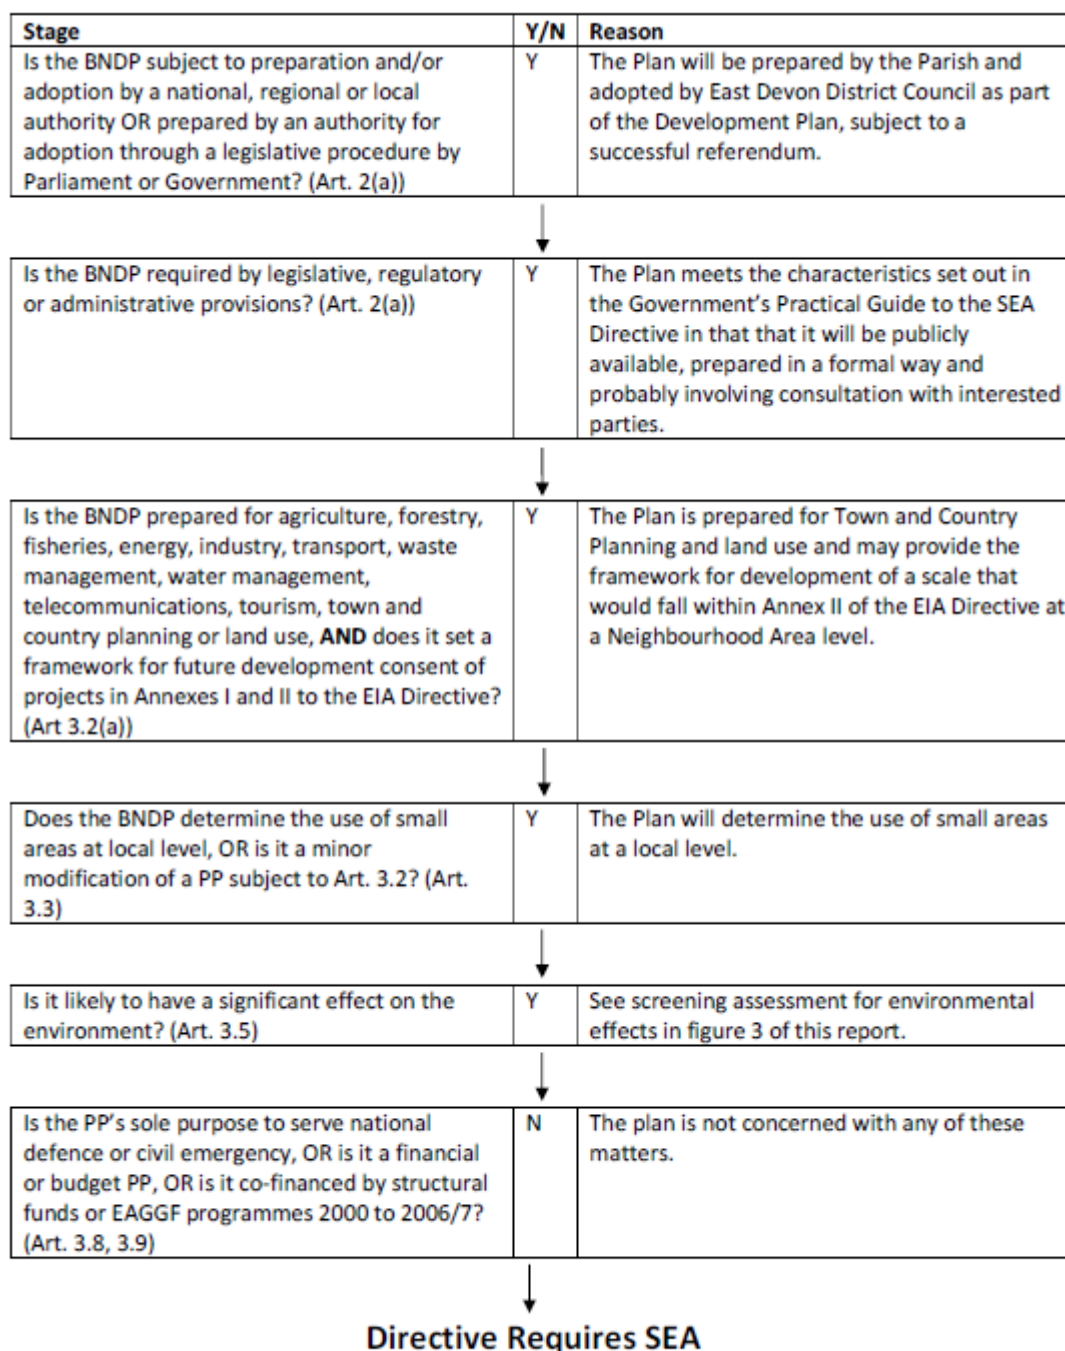 Stage Y/N Reason
Is the BNDP subject to preparation and/or Y The Plan will be prepared by the Parish and
adoption by a national, regional or local adopted by East Devon District Council as part
authority OR prepared by an authority for of the Development Plan, subject to a
adoption through a legislative procedure by successful referendum.
Parliament or Government? (Art. 2(a))
Is the BNDP required by legislative, regulatory Y The Plan meets the characteristics set out in
or administrative provisions? (Art. 2(a)) the Government's Practical Guide to the SEA
Directive in that that it will be publicly
available, prepared in a formal way and
probably involving consultation with interested
parties.
Is the BNDP prepared for agriculture, forestry, Y The Plan is prepared for Town and Country
fisheries, energy, industry, transport, waste Planning and land use and may provide the
management, water management, framework for development of a scale that
telecommunications, tourism, town and would fall within Annex II of the EIA Directive at
country planning or land use, AND does it set a a Neighbourhood Area level.
framework for future development consent of
projects in Annexes I and II to the EIA Directive?
(Art 3.2(a))
Does the BNDP determine the use of small Y The Plan will determine the use of small areas
areas at local level, OR is it a minor at a local level.
modification of a PP subject to Art. 3.2? (Art.
3.3)
Is it likely to have a significant effect on the Y See screening assessment for environmental
environment? (Art. 3.5) effects in figure 3 of this report.
Is the PP's sole purpose to serve national N The plan is not concerned with any of these
defence or civil emergency, OR is it a financial matters.
or budget PP, OR is it co-financed by structural
funds or EAGGF programmes 2000 to 2006/7?
(Art. 3.8, 3.9)
Directive Requires SEA